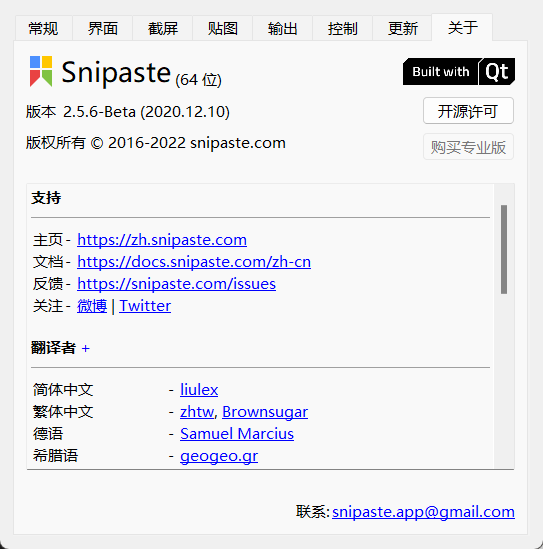 常规 界面 截屏 贴图 输出 控制 更新 关于
Snipaste (64 位) Built with Qt
版本 2.5.6-Beta (2020.12.10) 开源许可
版权所有 © 2016-2022 snipaste.com 购买专业版
支持
主页 - https://zh.snipaste.com
文档 - https://docs.snipaste.com/zh-cn
反馈 - https://snipaste.com/issues
关注 - 微博 | Twitter
翻译者 +
简体中文 - liulex
繁体中文 - zhtw, Brownsugar
德语 - Samuel Marcius
希腊语 - geogeo.gr
联系: snipaste.app@gmail.com